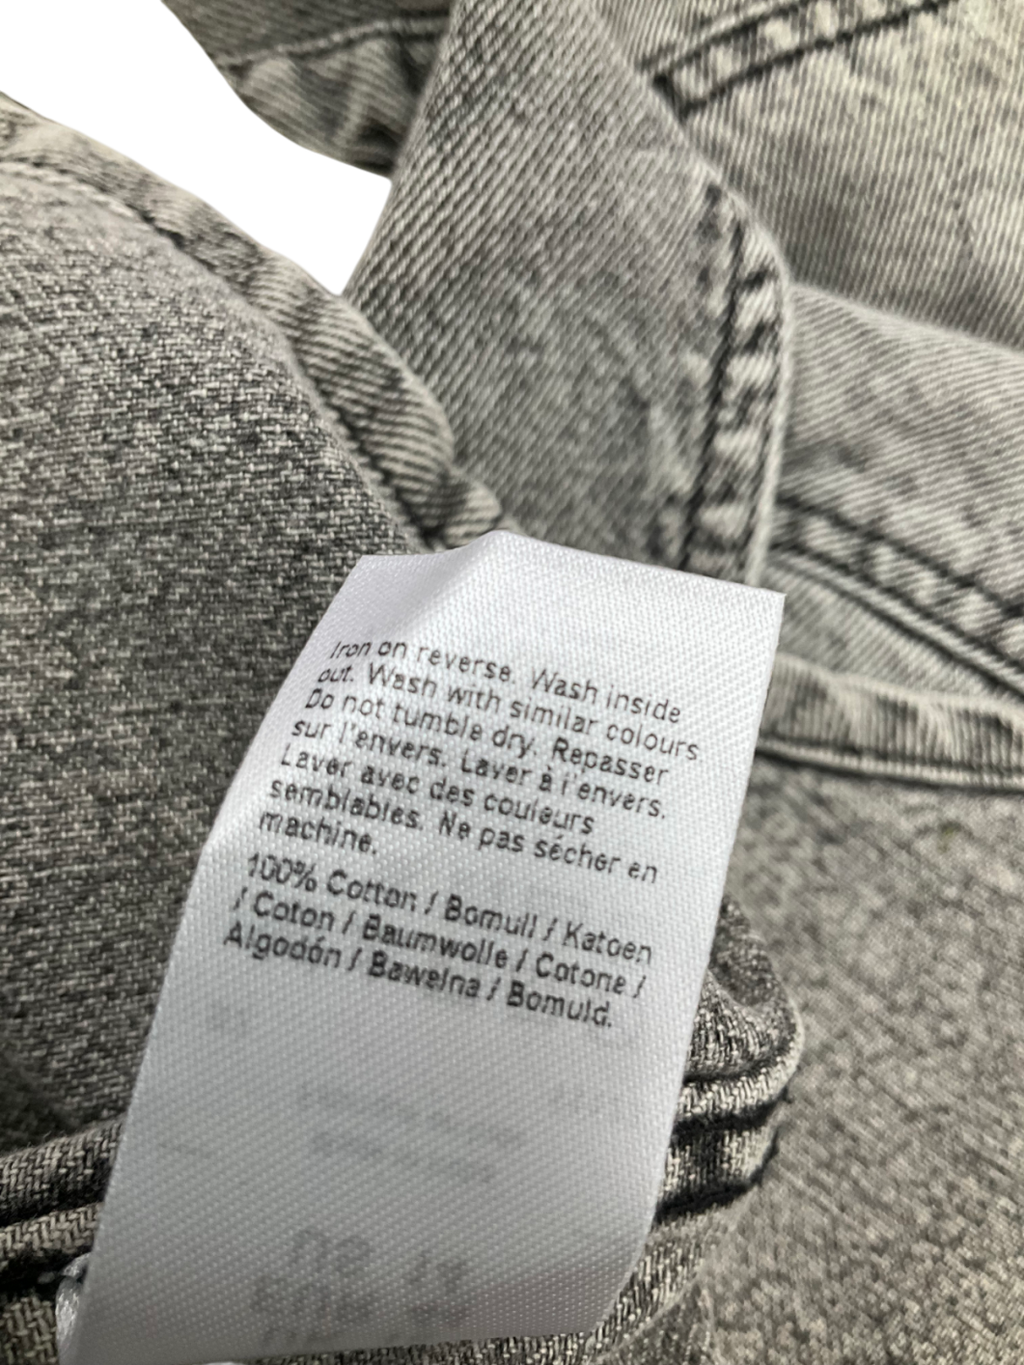 Iron on reverse. Wash inside
out. Wash with similar colours
Do not tumble dry. Repasser
sur l'envers. Laver à l'envers.
Laver avec des couleurs
semblables. Ne pas sécher en
machine.
100% Cotton / Bomull / Katoen
/ Coton / Baumwolle / Cotone /
Algodón / Bawełna / Bomuld.